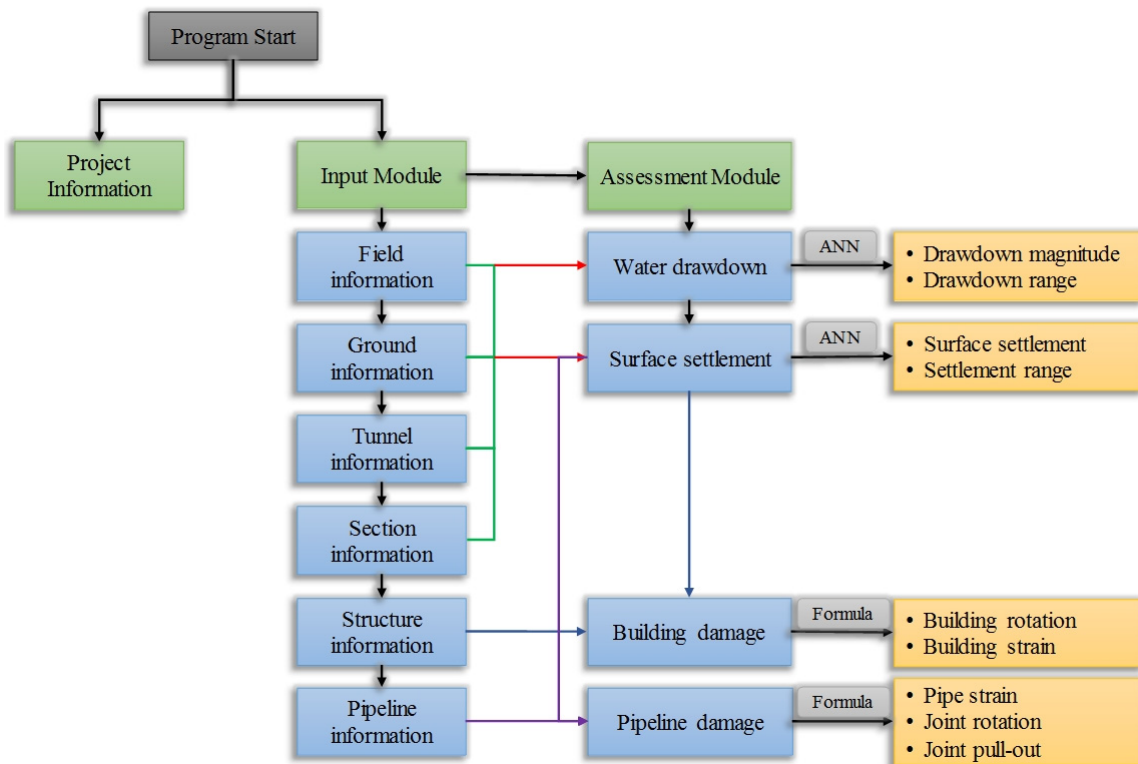 Program Start
Project
Information
Input Module
Assessment Module
Field
information
Water drawdown
ANN
• Drawdown magnitude
• Drawdown range
Ground
information
Surface settlement
ANN
• Surface settlement
• Settlement range
Tunnel
information
Section
information
Structure
information
Building damage
Formula
• Building rotation
• Building strain
Pipeline
information
Pipeline damage
Formula
• Pipe strain
• Joint rotation
• Joint pull-out